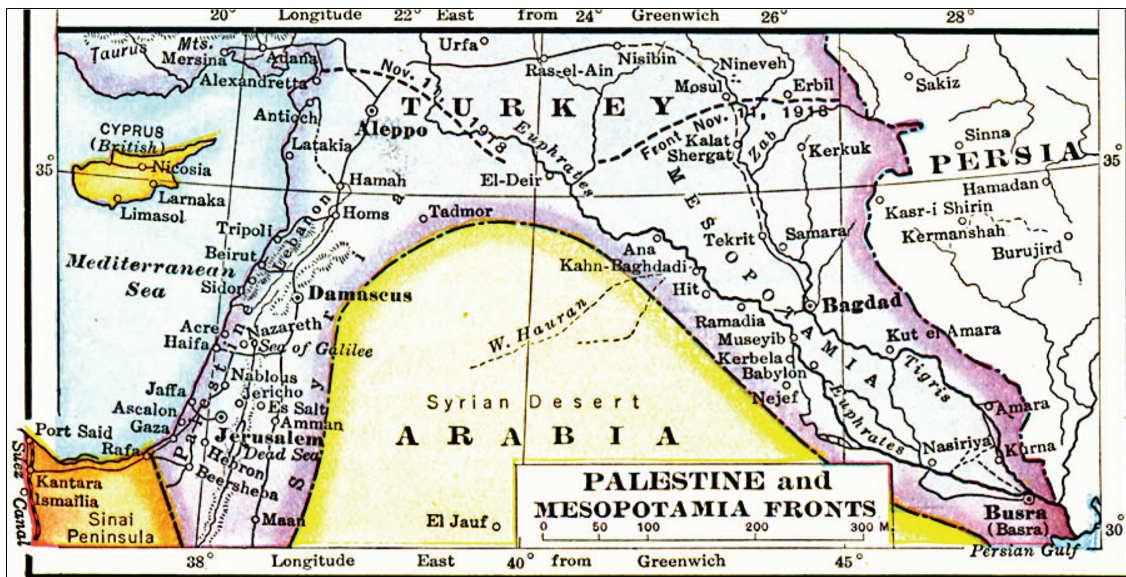 20° Longitude 22° East from 24° Greenwich 26° 28°
Taurus Mts.
Mersina
Adana
Alexandretta
Urfa
Ras-el-Ain
Nisibin
Nineveh
Mosul
Erbil
Sakiz
Nov. 1, 1918
TURKEY
Front Nov. 11, 1918
Antioch
Aleppo
Euphrates
Kalat Shergat
Zab
Kerkuk
Sinna
CYPRUS
(British)
Nicosia
Larnaka
Limasol
Latakia
35
35
PERSIA
Hamah
El-Deir
Hamadan
Homs
Tadmor
Kasr-i Shirin
Kermanshah
Burujird
MESOPOTAMIA
Tripoli
Lebanon
Tekrit
Samara
Beirut
Sidon
Mediterranean
Sea
Damascus
Syria
Ana
Kahn-Baghdadi
Hit
Bagdad
W. Hauran
Ramadia
Acre
Haifa
Nazareth
Sea of Galilee
Palestine
Museyib
Kerbela
Babylon
Nejef
Kut el Amara
Tigris
Amara
Nablous
Jericho
Jaffa
Es Salt
Amman
Ascalon
Gaza
Jerusalem
Dead Sea
Hebron
Beersheba
Rafa
Syrian Desert
ARABIA
Euphrates
Nasiriya
Kurna
Port Said
Suez Canal
Kantara
Ismailia
Sinai
Peninsula
Maan
El Jauf
PALESTINE and
MESOPOTAMIA FRONTS
0 50 100 200 300 M
Busra
(Basra)
30
Persian Gulf
38° Longitude East 40° from Greenwich 45°